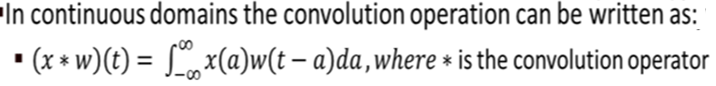 ▪In continuous domains the convolution operation can be written as:
▪ (x ∗ w)(t) = ∫_{−∞}^{∞} x(a)w(t − a)da, where ∗ is the convolution operator